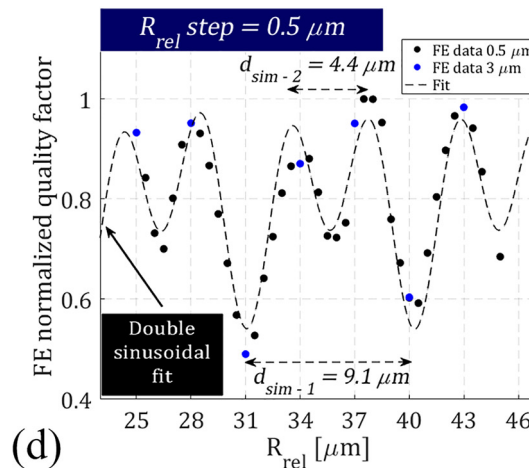 R_rel step = 0.5 μm
FE data 0.5 μm
FE data 3 μm
Fit
d_sim-2 = 4.4 μm
1
0.8
0.6
0.4
FE normalized quality factor
Double
sinusoidal
fit
d_sim-1 = 9.1 μm
25 28 31 34 37 40 43 46
R_rel [μm]
(d)